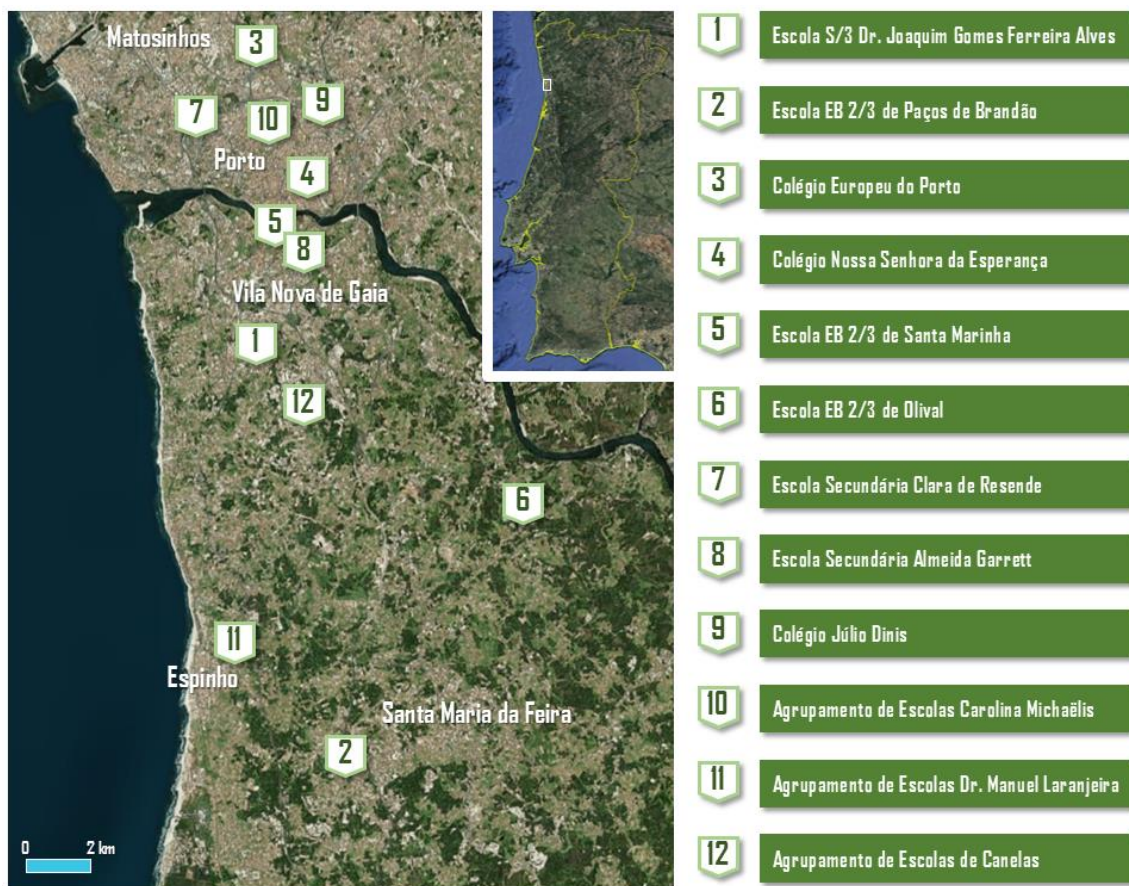 Matosinhos
3
7
10
9
Porto
4
5
8
Vila Nova de Gaia
1
12
6
11
Espinho
Santa Maria da Feira
2
0 2 km
1 Escola S/3 Dr. Joaquim Gomes Ferreira Alves
2 Escola EB 2/3 de Paços de Brandão
3 Colégio Europeu do Porto
4 Colégio Nossa Senhora da Esperança
5 Escola EB 2/3 de Santa Marinha
6 Escola EB 2/3 de Olival
7 Escola Secundária Clara de Resende
8 Escola Secundária Almeida Garrett
9 Colégio Júlio Dinis
10 Agrupamento de Escolas Carolina Michaëlis
11 Agrupamento de Escolas Dr. Manuel Laranjeira
12 Agrupamento de Escolas de Canelas